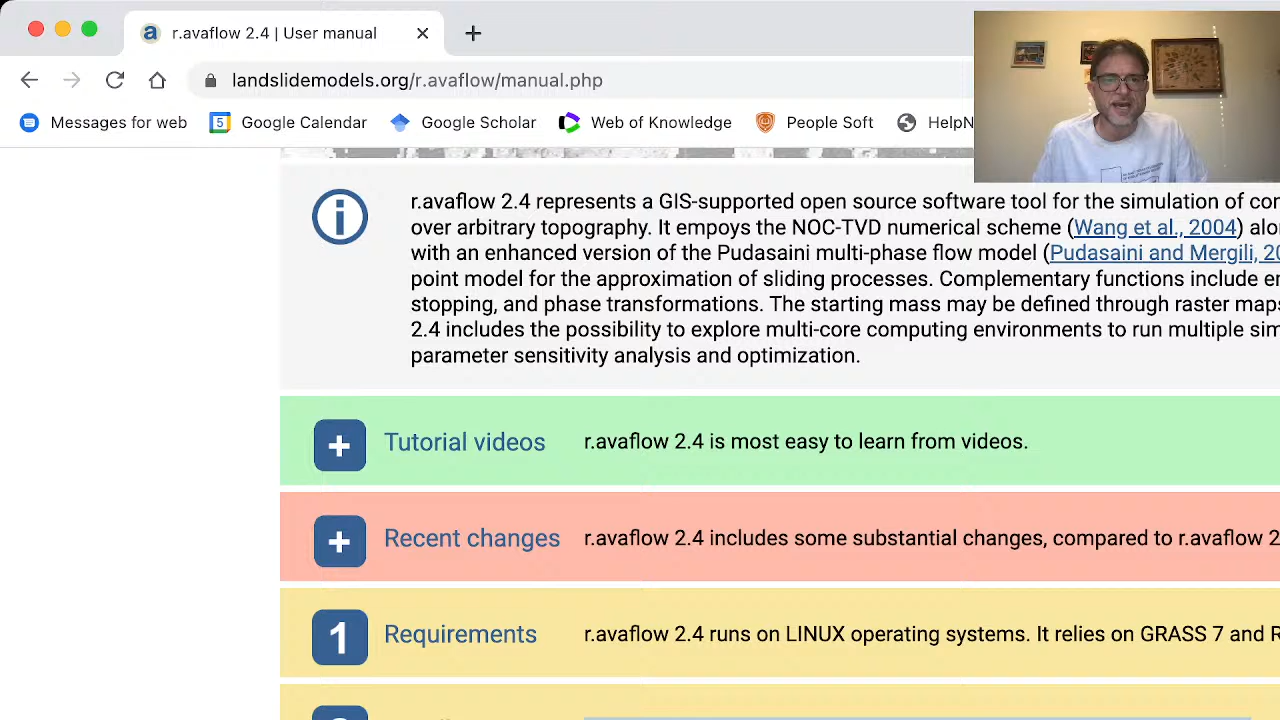 r.avaflow 2.4 | User manual
landslidemodels.org/r.avaflow/manual.php
Messages for web 5 Google Calendar Google Scholar Web of Knowledge People Soft HelpN
r.avaflow 2.4 represents a GIS-supported open source software tool for the simulation of cor
over arbitrary topography. It empoys the NOC-TVD numerical scheme (Wang et al., 2004) alon
with an enhanced version of the Pudasaini multi-phase flow model (Pudasaini and Mergili, 20
point model for the approximation of sliding processes. Complementary functions include en
stopping, and phase transformations. The starting mass may be defined through raster maps
2.4 includes the possibility to explore multi-core computing environments to run multiple sim
parameter sensitivity analysis and optimization.
+ Tutorial videos r.avaflow 2.4 is most easy to learn from videos.
+ Recent changes r.avaflow 2.4 includes some substantial changes, compared to r.avaflow 2
1 Requirements r.avaflow 2.4 runs on LINUX operating systems. It relies on GRASS 7 and R